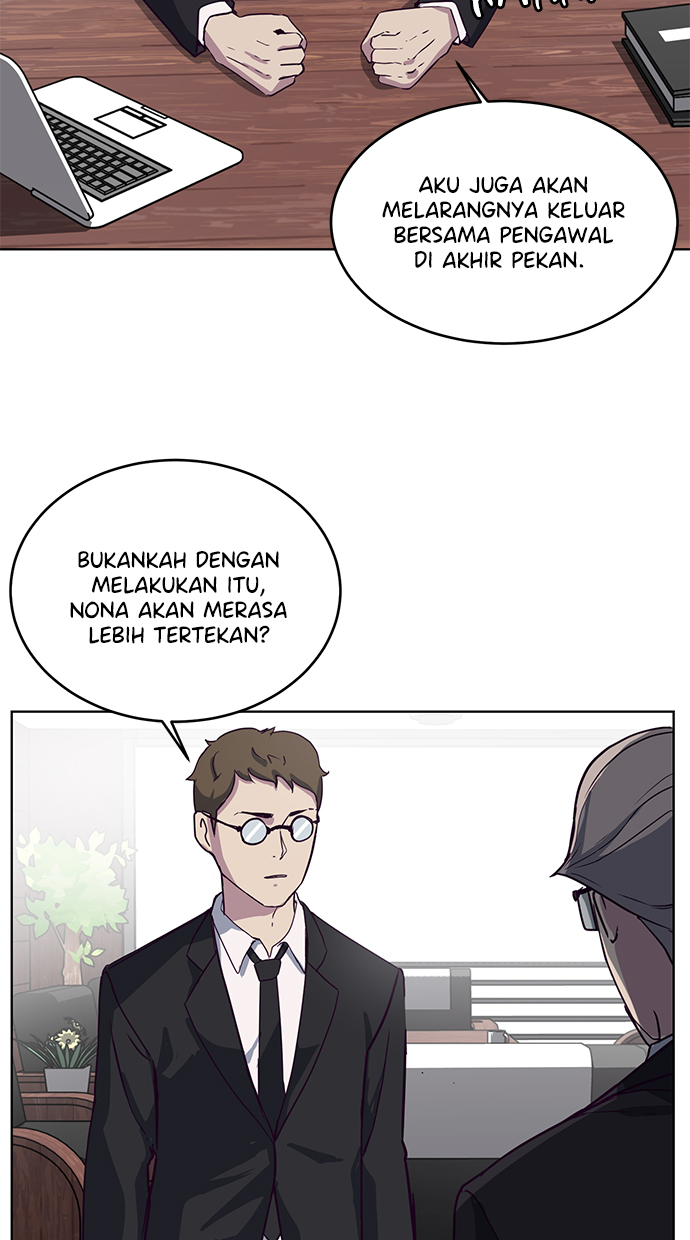 AKU JUGA AKAN
MELARANGNYA KELUAR
BERSAMA PENGAWAL
DI AKHIR PEKAN.
BUKANKAH DENGAN
MELAKUKAN ITU,
NONA AKAN MERASA
LEBIH TERTEKAN?